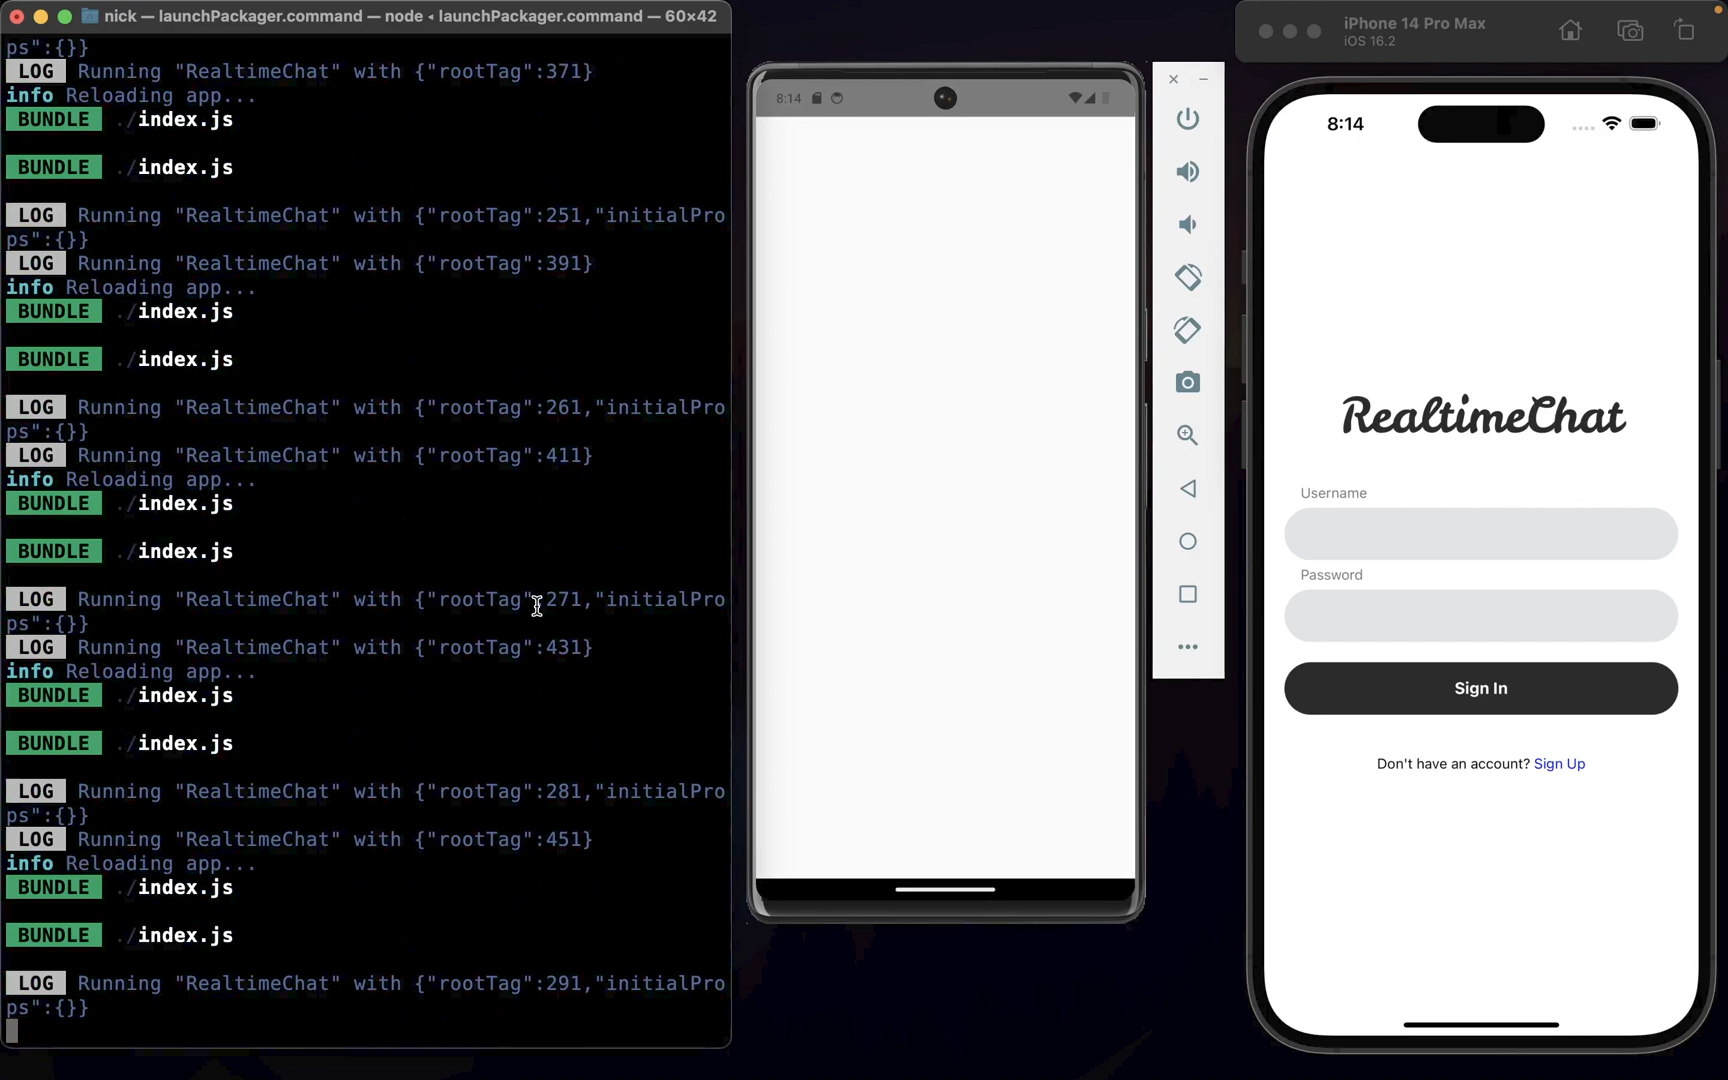 nick — launchPackager.command — node ◂ launchPackager.command — 60×42
ps":{}}
LOG Running "RealtimeChat" with {"rootTag":371}
info Reloading app...
BUNDLE ./index.js
BUNDLE ./index.js
LOG Running "RealtimeChat" with {"rootTag":251,"initialPro
ps":{}}
LOG Running "RealtimeChat" with {"rootTag":391}
info Reloading app...
BUNDLE ./index.js
BUNDLE ./index.js
LOG Running "RealtimeChat" with {"rootTag":261,"initialPro
ps":{}}
LOG Running "RealtimeChat" with {"rootTag":411}
info Reloading app...
BUNDLE ./index.js
BUNDLE ./index.js
LOG Running "RealtimeChat" with {"rootTag":271,"initialPro
ps":{}}
LOG Running "RealtimeChat" with {"rootTag":431}
info Reloading app...
BUNDLE ./index.js
BUNDLE ./index.js
LOG Running "RealtimeChat" with {"rootTag":281,"initialPro
ps":{}}
LOG Running "RealtimeChat" with {"rootTag":451}
info Reloading app...
BUNDLE ./index.js
BUNDLE ./index.js
LOG Running "RealtimeChat" with {"rootTag":291,"initialPro
ps":{}}
8:14
iPhone 14 Pro Max
iOS 16.2
8:14
RealtimeChat
Username
Password
Sign In
Don't have an account? Sign Up